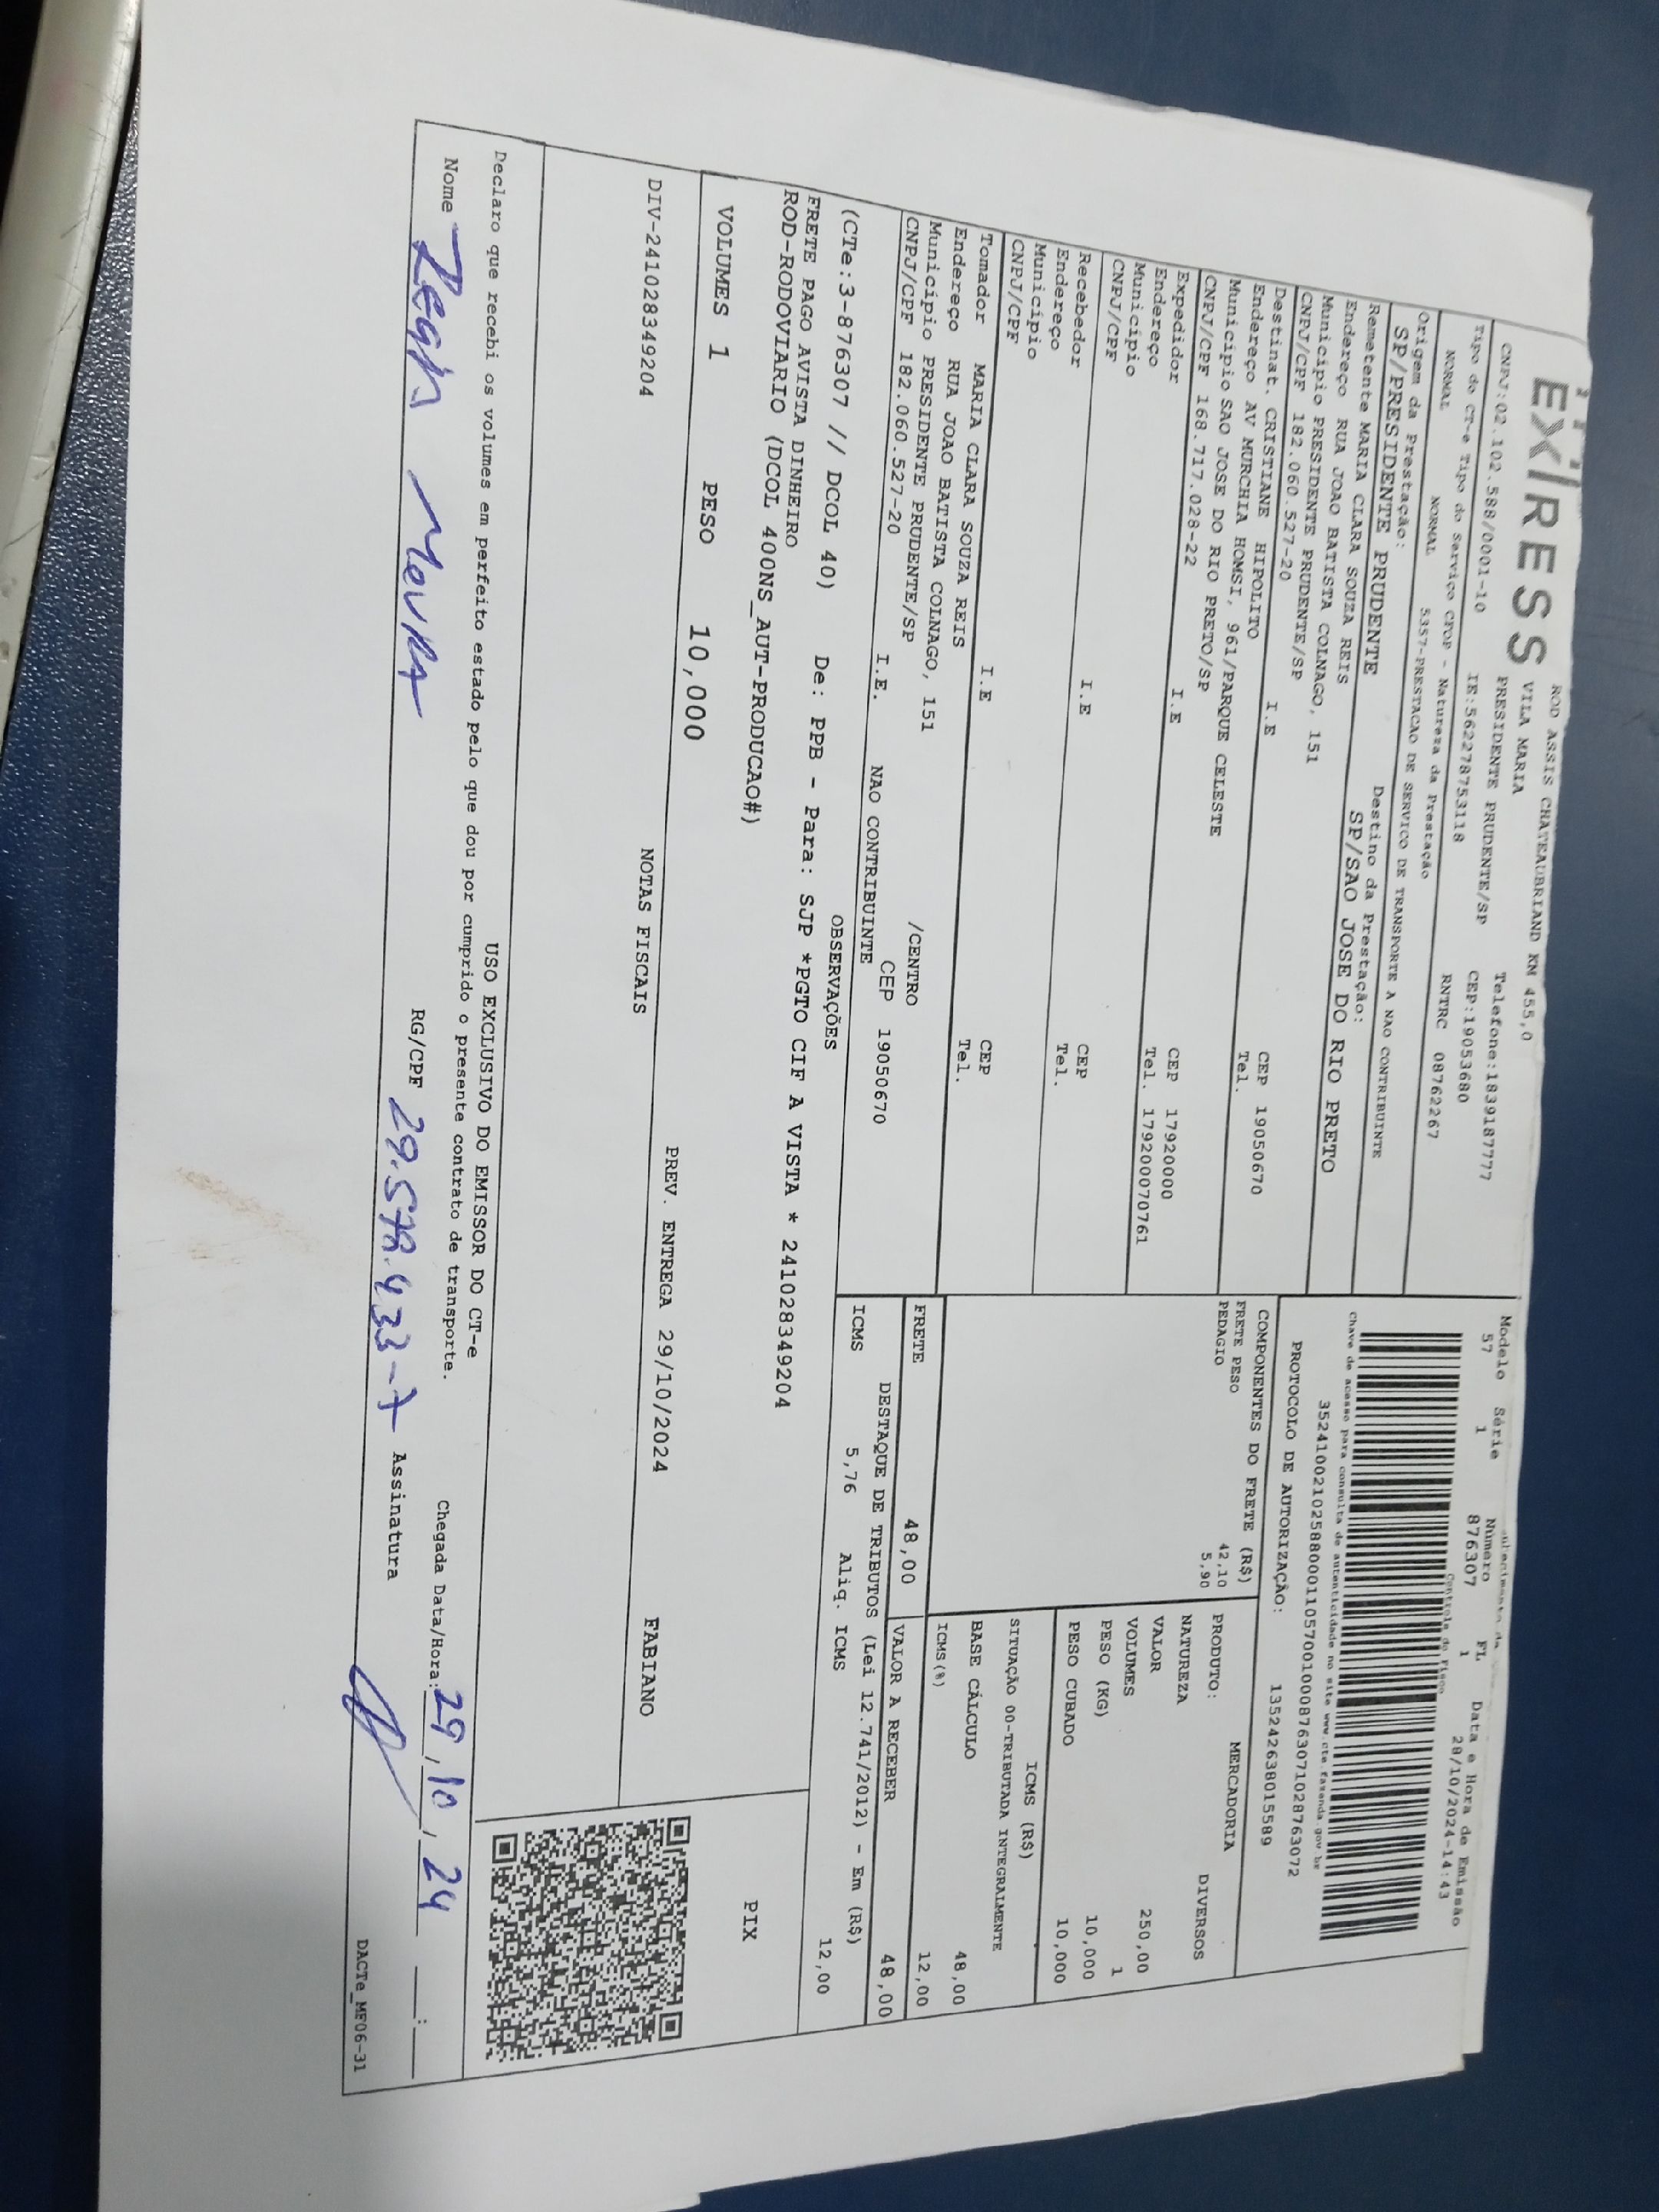 EXPRESS
ROD ASSIS CHATEAUBRIAND KM 455,0
VILA MARIA
PRESIDENTE PRUDENTE/SP
Telefone:1839187777
CNPJ:02.102.588/0001-10 IE:562278753118 CEP:19053680
Tipo do CT-e Tipo do Serviço CFOP - Natureza da Prestação RNTRC 0876267
NORMAL NORMAL 5357-PRESTACAO DE SERVICO DE TRANSPORTE A NAO CONTRIBUINTE
Origem da Prestação: Destino da Prestação:
SP/PRESIDENTE PRUDENTE SP/SAO JOSE DO RIO PRETO
Remetente MARIA CLARA SOUZA REIS
Endereço RUA JOAO BATISTA COLNAGO, 151
Município PRESIDENTE PRUDENTE/SP CEP 19050670
CNPJ/CPF 182.060.527-20 I.E Tel.
Destinat. CRISTIANE HIPOLITO
Endereço AV MURCHIA HOMSI, 961/PARQUE CELESTE
Município SAO JOSE DO RIO PRETO/SP CEP 17920000
CNPJ/CPF 168.717.028-22 I.E Tel. 17920070761
Expedidor
Endereço
Município CEP
CNPJ/CPF I.E Tel.
Recebedor
Endereço
Município CEP
CNPJ/CPF I.E Tel.
Tomador MARIA CLARA SOUZA REIS
Endereço RUA JOAO BATISTA COLNAGO, 151 /CENTRO
Município PRESIDENTE PRUDENTE/SP CEP 19050670
CNPJ/CPF 182.060.527-20 I.E. NAO CONTRIBUINTE
Modelo Série Número FL Data e Hora de Emissão
57 1 876307 1 28/10/2024-14:43
Controle do Fisco
Chave de acesso para consulta de autenticidade no site www.cte.fazenda.gov.br
35241002102588000110570010008763071028763072
PROTOCOLO DE AUTORIZAÇÃO: 135242638015589
COMPONENTES DO FRETE (R$)
FRETE PESO 42,10
PEDAGIO 5,90
FRETE 48,00
MERCADORIA
PRODUTO: DIVERSOS
NATUREZA
VALOR 250,00
VOLUMES 1
PESO (KG) 10,000
PESO CUBADO 10,000
ICMS (R$)
SITUAÇÃO 00-TRIBUTADA INTEGRALMENTE
BASE CÁLCULO 48,00
ICMS(%) 12,00
VALOR A RECEBER 48,00
DESTAQUE DE TRIBUTOS (Lei 12.741/2012) - Em (R$)
ICMS 5,76 Aliq. ICMS 12,00
OBSERVAÇÕES
(CTe:3-876307 // DCOL 40) De: PPB - Para: SJP *PGTO CIF A VISTA * 241028349204
FRETE PAGO AVISTA DINHEIRO
ROD-RODOVIARIO (DCOL 400NS_AUT-PRODUCAO#)
VOLUMES 1 PESO 10,000 PREV. ENTREGA 29/10/2024 FABIANO
PIX
NOTAS FISCAIS
DIV-241028349204
USO EXCLUSIVO DO EMISSOR DO CT-e
Declaro que recebi os volumes em perfeito estado pelo que dou por cumprido o presente contrato de transporte.
Chegada Data/Hora: 29,10,24 :
Nome Moura RG/CPF 29.578.433-7 Assinatura
DACTe_MF06-31